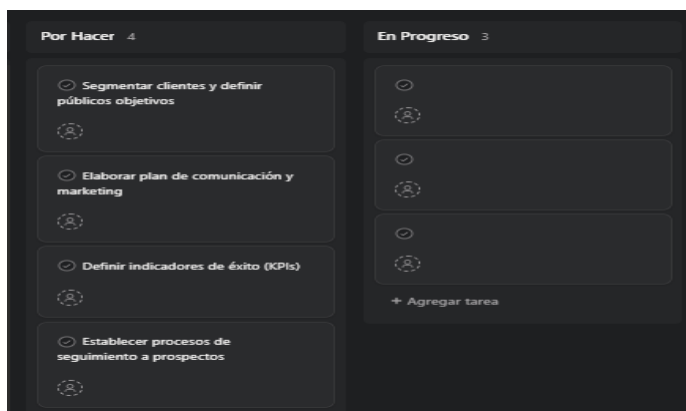 Por Hacer 4
Segmentar clientes y definir
públicos objetivos
Elaborar plan de comunicación y
marketing
Definir indicadores de éxito (KPIs)
Establecer procesos de
seguimiento a prospectos
En Progreso 3
+ Agregar tarea